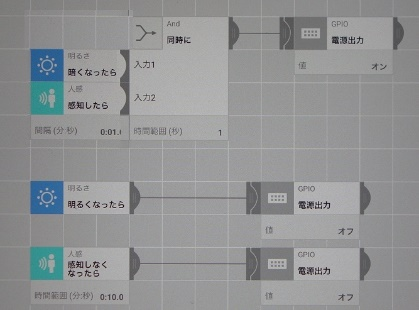 And
同時に
GPIO
電源出力
明るさ
暗くなったら
入力1
値 オン
人感
感知したら
入力2
間隔 (分:秒) 0:01.(
時間範囲 (秒) 1
明るさ
明るくなったら
GPIO
電源出力
値 オフ
人感
感知しなく
なったら
GPIO
電源出力
時間範囲 (分:秒) 0:10.0
値 オフ